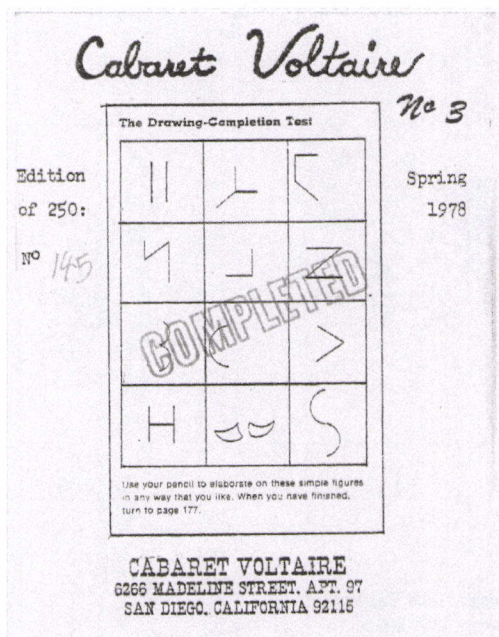 Cabaret Voltaire
No 3
The Drawing-Completion Test
Edition
of 250:
No 145
Spring
1978
COMPLETED
Use your pencil to elaborate on these simple figures
in any way that you like. When you have finished,
turn to page 177.
CABARET VOLTAIRE
6266 MADELINE STREET. APT. 97
SAN DIEGO, CALIFORNIA 92115